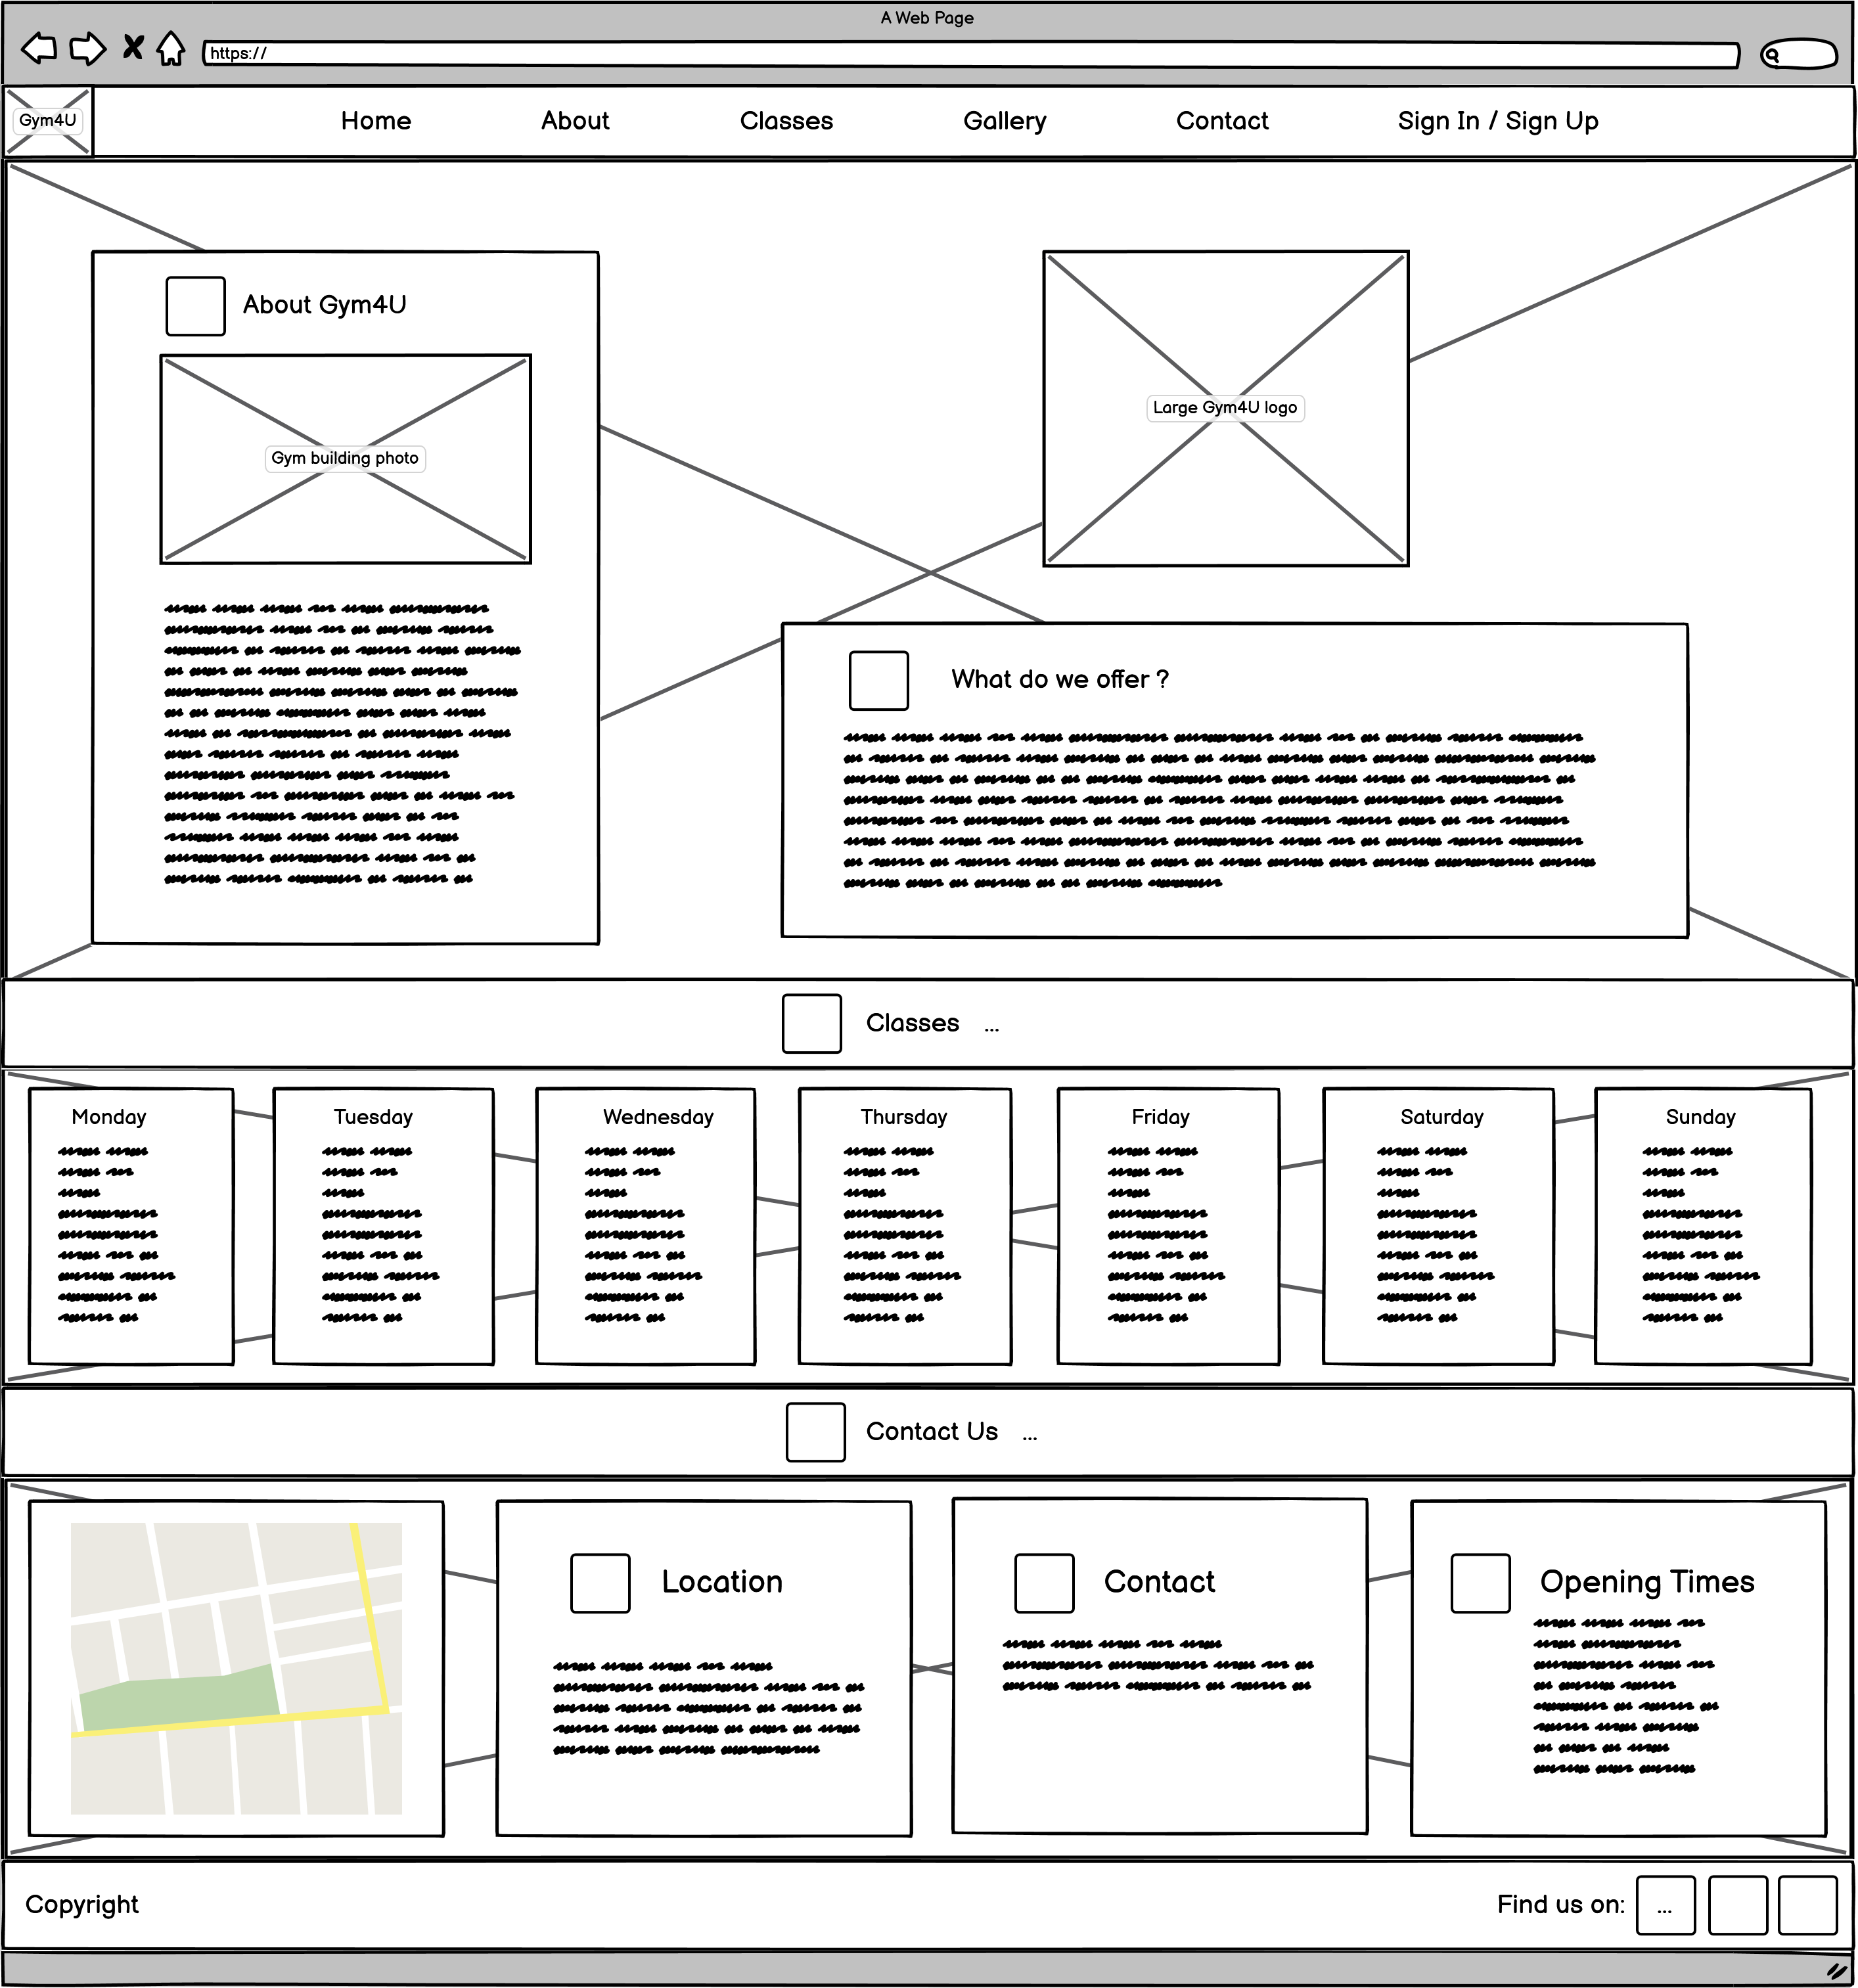 A Web Page
https://
Gym4U
Home About Classes Gallery Contact Sign In / Sign Up
About Gym4U
Gym building photo
Large Gym4U logo
What do we offer ?
Classes ...
Monday Tuesday Wednesday Thursday Friday Saturday Sunday
Contact Us ...
Location
Contact
Opening Times
Copyright
Find us on: ...